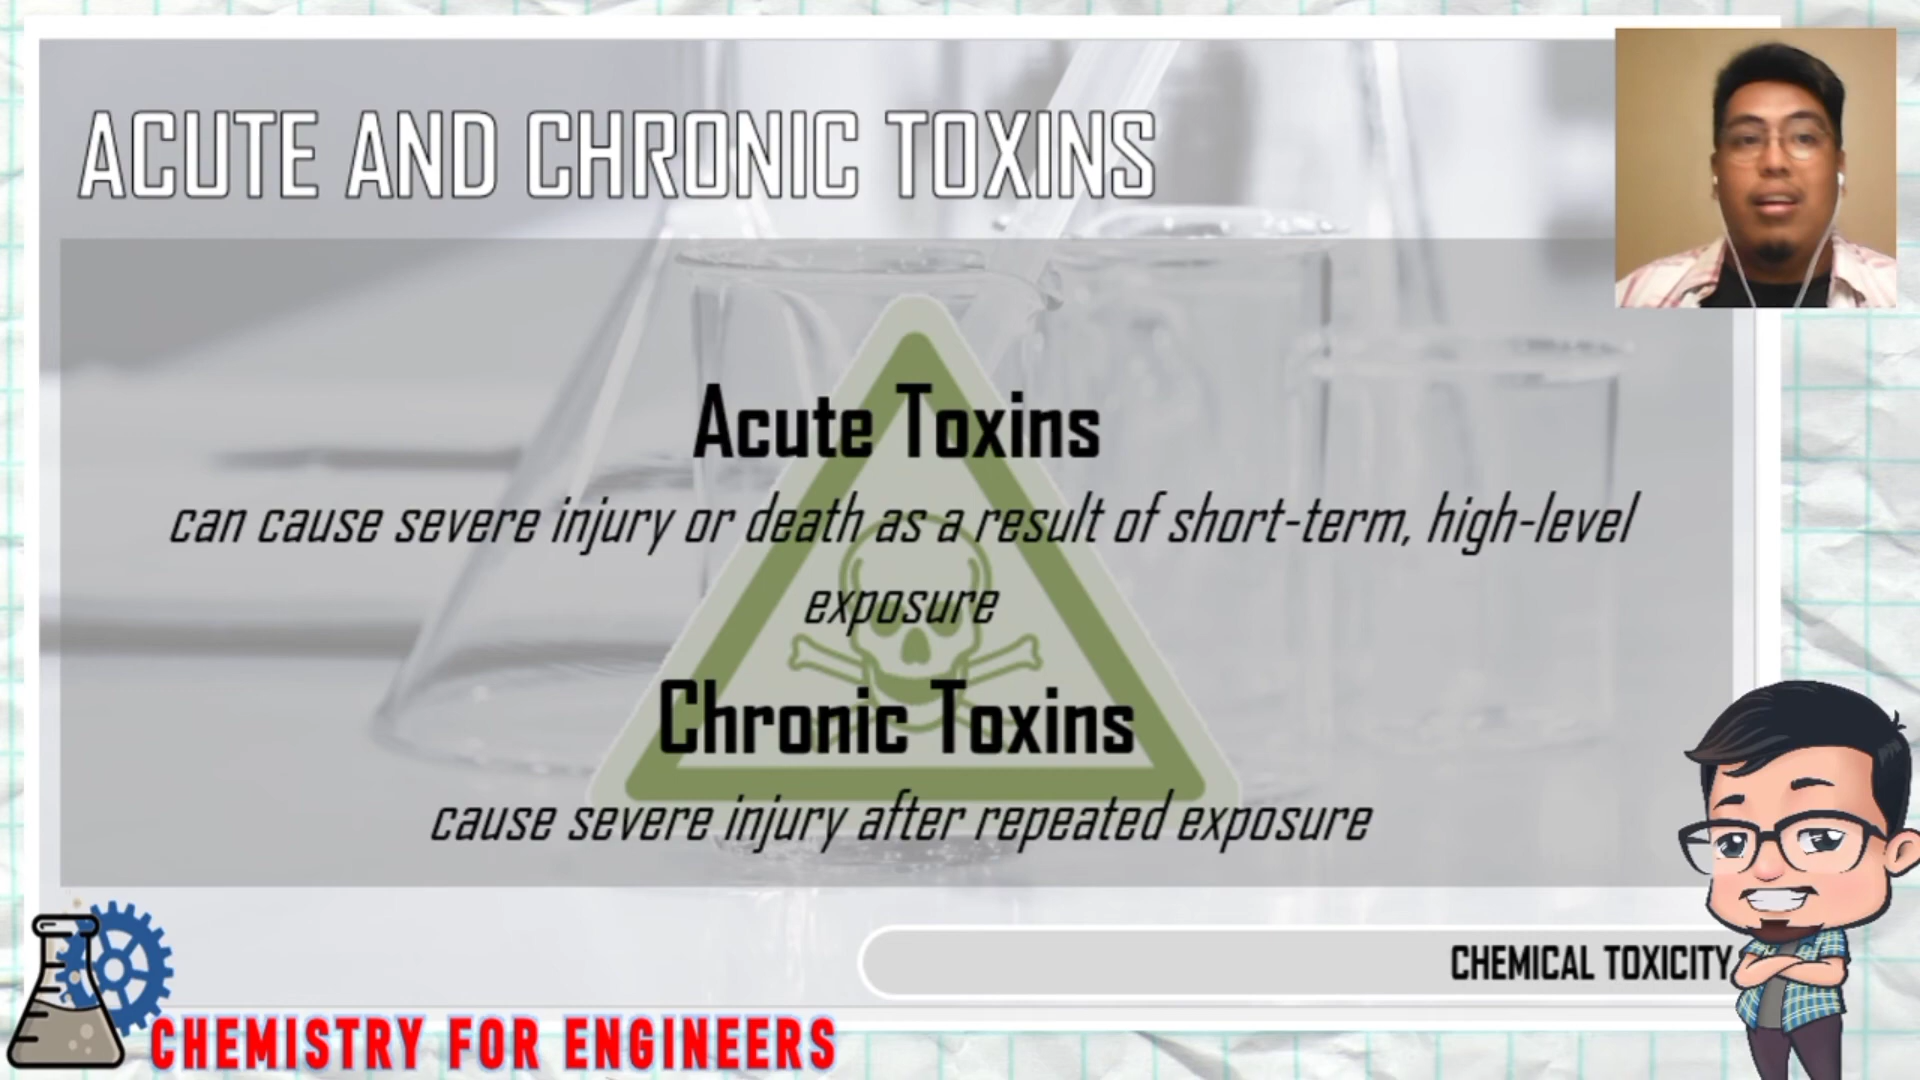 ACUTE AND CHRONIC TOXINS
Acute Toxins
can cause severe injury or death as a result of short-term, high-level
exposure
Chronic Toxins
cause severe injury after repeated exposure
CHEMICAL TOXICITY
CHEMISTRY FOR ENGINEERS